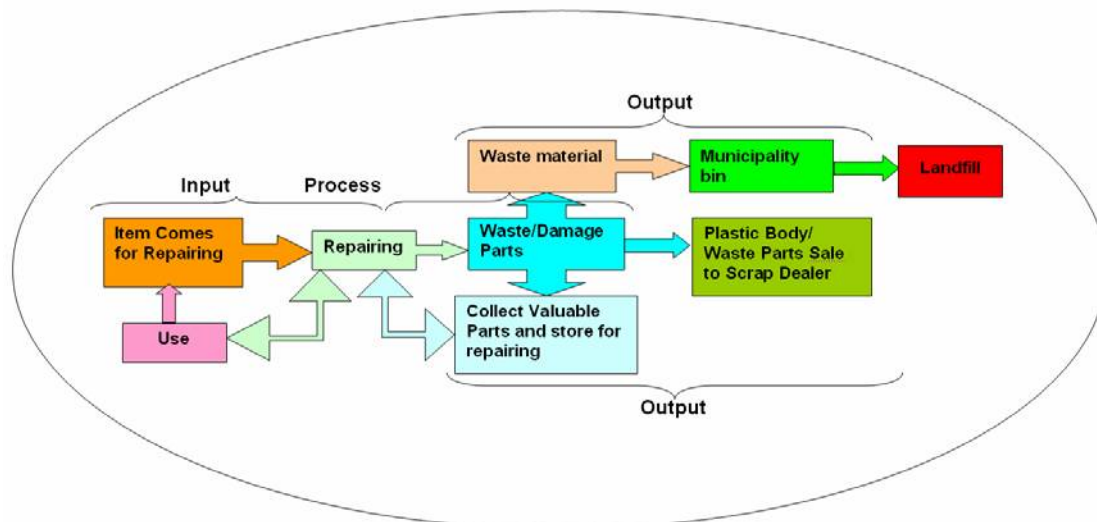 Output
Waste material
Municipality
bin
Landfill
Input
Process
Item Comes
for Repairing
Repairing
Waste/Damage
Parts
Plastic Body/
Waste Parts Sale
to Scrap Dealer
Use
Collect Valuable
Parts and store for
repairing
Output